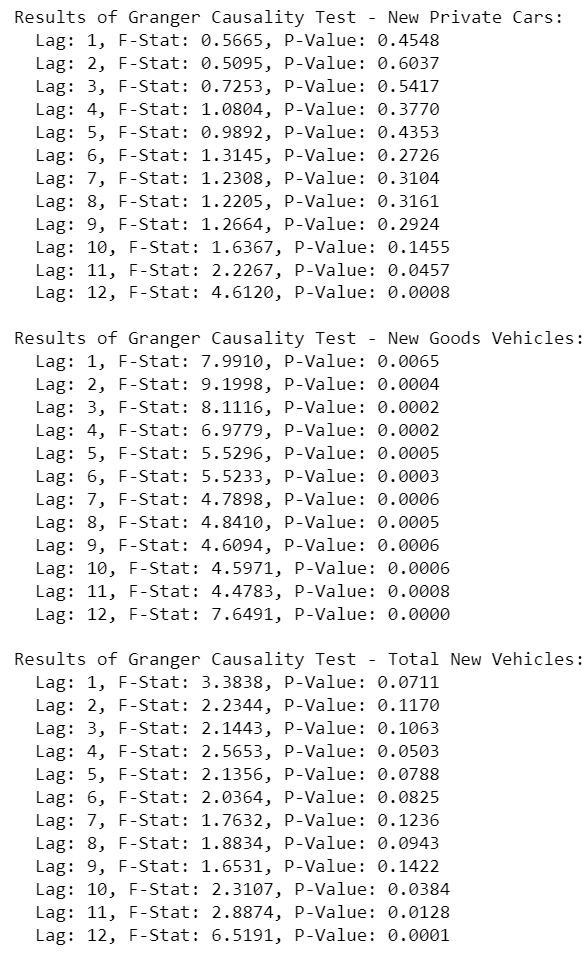 Results of Granger Causality Test - New Private Cars:
Lag: 1, F-Stat: 0.5665, P-Value: 0.4548
Lag: 2, F-Stat: 0.5095, P-Value: 0.6037
Lag: 3, F-Stat: 0.7253, P-Value: 0.5417
Lag: 4, F-Stat: 1.0804, P-Value: 0.3770
Lag: 5, F-Stat: 0.9892, P-Value: 0.4353
Lag: 6, F-Stat: 1.3145, P-Value: 0.2726
Lag: 7, F-Stat: 1.2308, P-Value: 0.3104
Lag: 8, F-Stat: 1.2205, P-Value: 0.3161
Lag: 9, F-Stat: 1.2664, P-Value: 0.2924
Lag: 10, F-Stat: 1.6367, P-Value: 0.1455
Lag: 11, F-Stat: 2.2267, P-Value: 0.0457
Lag: 12, F-Stat: 4.6120, P-Value: 0.0008
Results of Granger Causality Test - New Goods Vehicles:
Lag: 1, F-Stat: 7.9910, P-Value: 0.0065
Lag: 2, F-Stat: 9.1998, P-Value: 0.0004
Lag: 3, F-Stat: 8.1116, P-Value: 0.0002
Lag: 4, F-Stat: 6.9779, P-Value: 0.0002
Lag: 5, F-Stat: 5.5296, P-Value: 0.0005
Lag: 6, F-Stat: 5.5233, P-Value: 0.0003
Lag: 7, F-Stat: 4.7898, P-Value: 0.0006
Lag: 8, F-Stat: 4.8410, P-Value: 0.0005
Lag: 9, F-Stat: 4.6094, P-Value: 0.0006
Lag: 10, F-Stat: 4.5971, P-Value: 0.0006
Lag: 11, F-Stat: 4.4783, P-Value: 0.0008
Lag: 12, F-Stat: 7.6491, P-Value: 0.0000
Results of Granger Causality Test - Total New Vehicles:
Lag: 1, F-Stat: 3.3838, P-Value: 0.0711
Lag: 2, F-Stat: 2.2344, P-Value: 0.1170
Lag: 3, F-Stat: 2.1443, P-Value: 0.1063
Lag: 4, F-Stat: 2.5653, P-Value: 0.0503
Lag: 5, F-Stat: 2.1356, P-Value: 0.0788
Lag: 6, F-Stat: 2.0364, P-Value: 0.0825
Lag: 7, F-Stat: 1.7632, P-Value: 0.1236
Lag: 8, F-Stat: 1.8834, P-Value: 0.0943
Lag: 9, F-Stat: 1.6531, P-Value: 0.1422
Lag: 10, F-Stat: 2.3107, P-Value: 0.0384
Lag: 11, F-Stat: 2.8874, P-Value: 0.0128
Lag: 12, F-Stat: 6.5191, P-Value: 0.0001